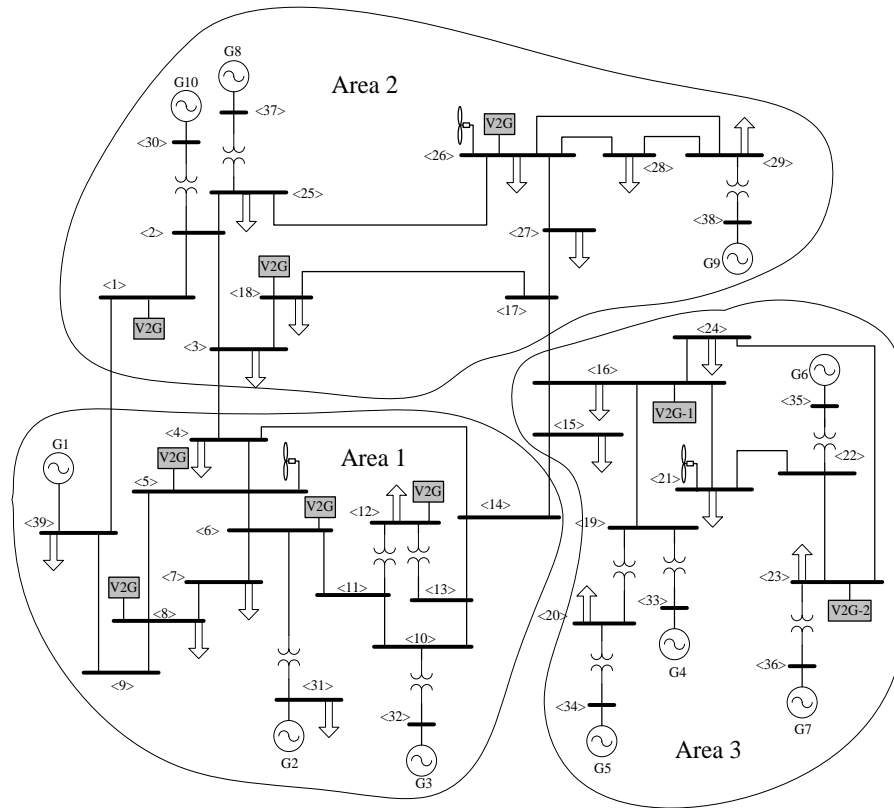 G8
G10
Area 2
<37>
V2G
<30>
<26>
<28>
<29>
<25>
<38>
<2>
<27>
V2G
G9
<1>
<18>
V2G
<17>
<24>
<3>
<16>
G6
V2G-1
<35>
<4>
<15>
G1
V2G
Area 1
<22>
<5>
<21>
V2G
V2G
<12>
<14>
<39>
<6>
<19>
<7>
<23>
V2G
<11>
<13>
V2G-2
<8>
<33>
<20>
<10>
G4
<9>
<31>
<36>
<32>
<34>
G7
G2
G5
Area 3
G3